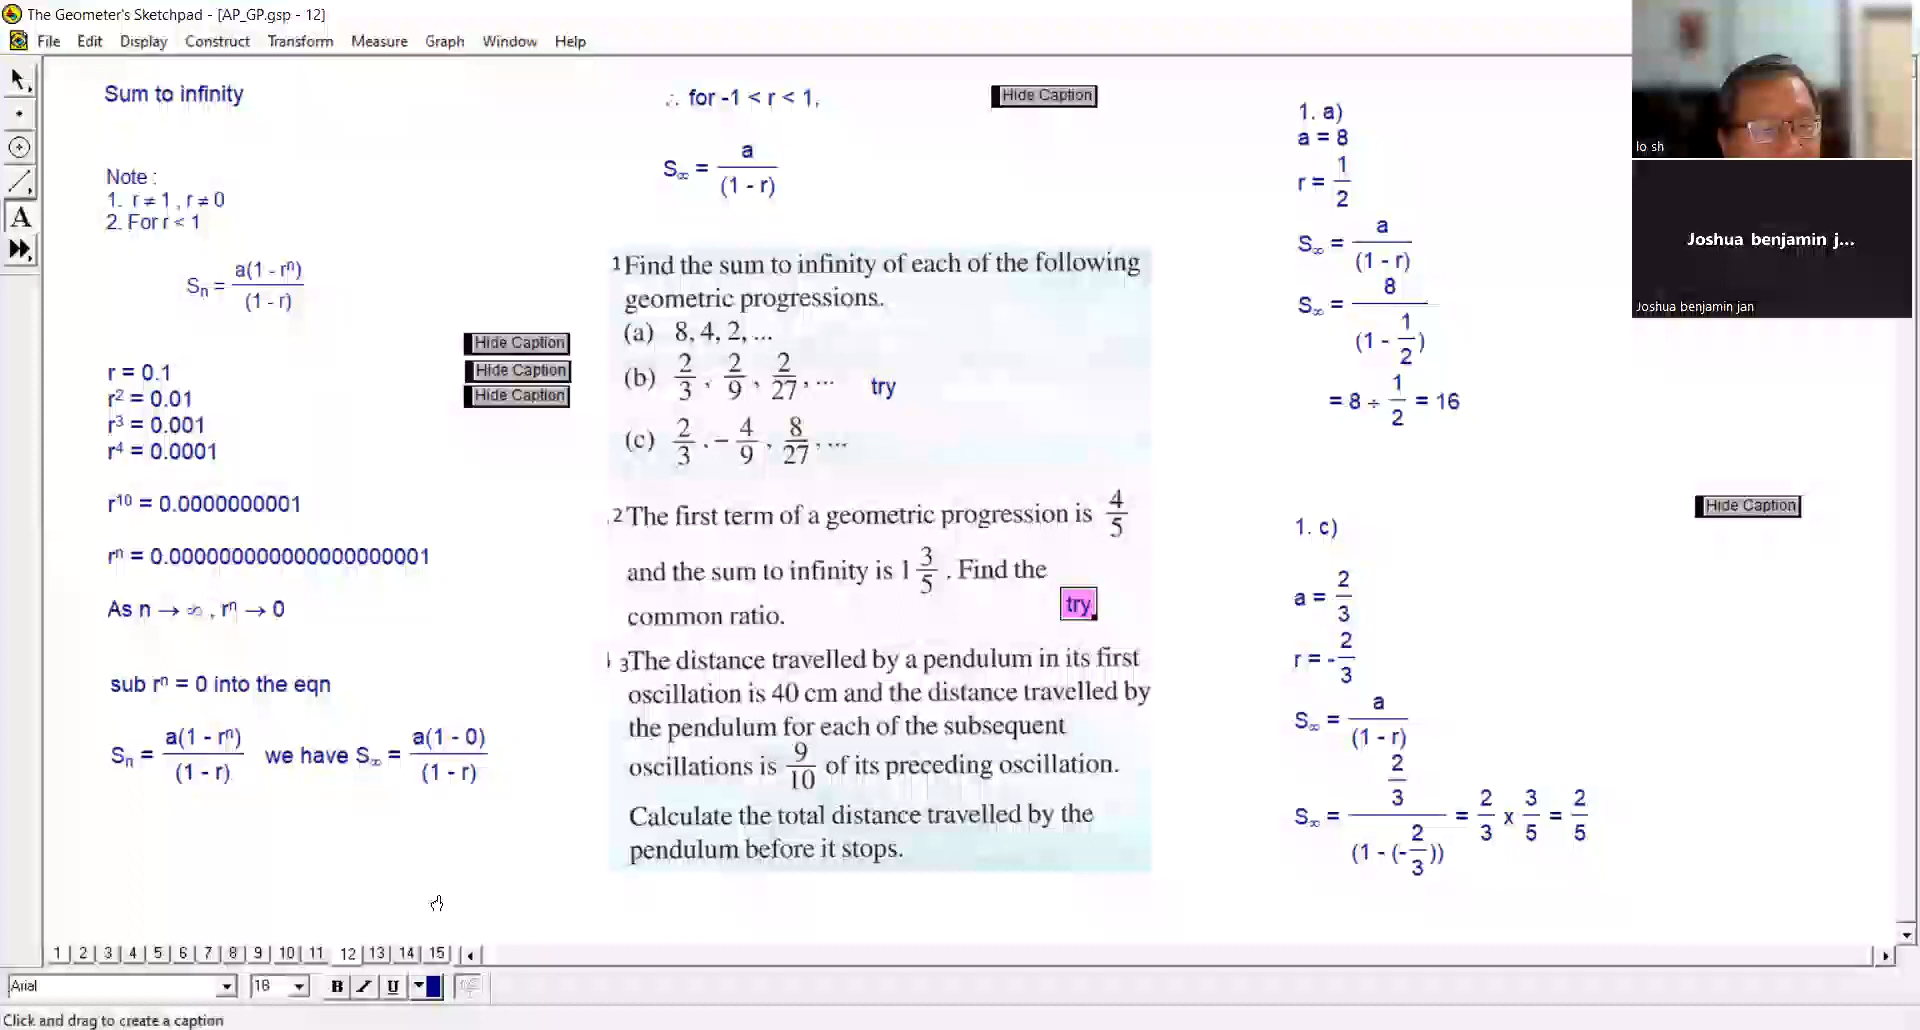 The Geometer's Sketchpad - [AP_GP.gsp - 12]
File Edit Display Construct Transform Measure Graph Window Help
Sum to infinity
Note :
1. r ≠ 1 , r ≠ 0
2. For r < 1
Sₙ = a(1 - rⁿ) / (1 - r)
Hide Caption
Hide Caption
Hide Caption
r = 0.1
r² = 0.01
r³ = 0.001
r⁴ = 0.0001
r¹⁰ = 0.0000000001
rⁿ = 0.000000000000000000001
As n → ∞ , rⁿ → 0
sub rⁿ = 0 into the eqn
Sₙ = a(1 - rⁿ) / (1 - r) we have S∞ = a(1 - 0) / (1 - r)
∴ for -1 < r < 1,
Hide Caption
S∞ = a / (1 - r)
1 Find the sum to infinity of each of the following
geometric progressions.
(a) 8, 4, 2, ...
(b) 2/3, 2/9, 2/27, ... try
(c) 2/3, - 4/9, 8/27, ...
2 The first term of a geometric progression is 4/5
and the sum to infinity is 1 3/5 . Find the
common ratio.
try
3 The distance travelled by a pendulum in its first
oscillation is 40 cm and the distance travelled by
the pendulum for each of the subsequent
oscillations is 9/10 of its preceding oscillation.
Calculate the total distance travelled by the
pendulum before it stops.
1. a)
a = 8
r = 1/2
S∞ = a / (1 - r)
S∞ = 8 / (1 - 1/2)
= 8 ÷ 1/2 = 16
Hide Caption
1. c)
a = 2/3
r = - 2/3
S∞ = a / (1 - r)
S∞ = 2/3 / (1 - (- 2/3)) = 2/3 x 3/5 = 2/5
lo sh
Joshua benjamin j...
Joshua benjamin jan
A
1 2 3 4 5 6 7 8 9 10 11 12 13 14 15
Arial 16 B I U
Click and drag to create a caption